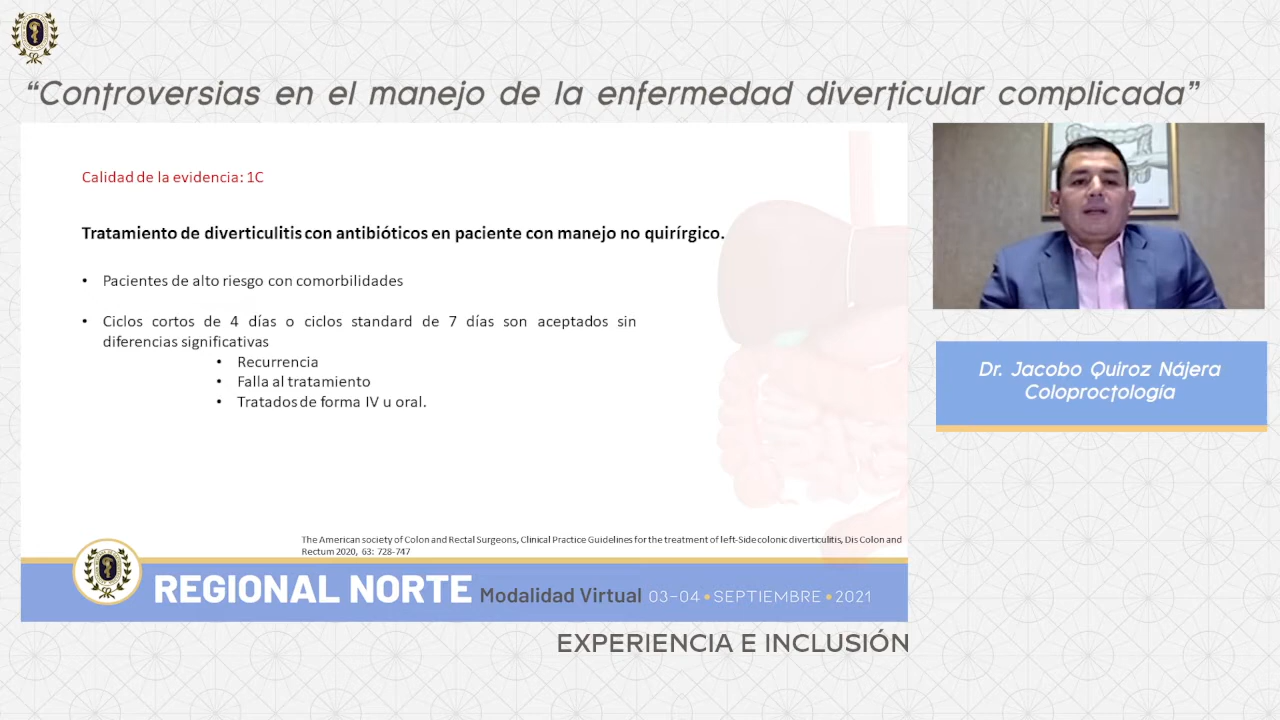 “Controversias en el manejo de la enfermedad diverticular complicada”
Calidad de la evidencia: 1C
Tratamiento de diverticulitis con antibióticos en paciente con manejo no quirírgico.
• Pacientes de alto riesgo con comorbilidades
• Ciclos cortos de 4 días o ciclos standard de 7 días son aceptados sin
diferencias significativas
• Recurrencia
• Falla al tratamiento
• Tratados de forma IV u oral.
The American society of Colon and Rectal Surgeons, Clinical Practice Guidelines for the treatment of left-Side colonic diverticulitis, Dis Colon and
Rectum 2020, 63: 728-747
REGIONAL NORTE Modalidad Virtual 03-04 • SEPTIEMBRE • 2021
EXPERIENCIA E INCLUSIÓN
Dr. Jacobo Quiroz Nájera
Coloproctología